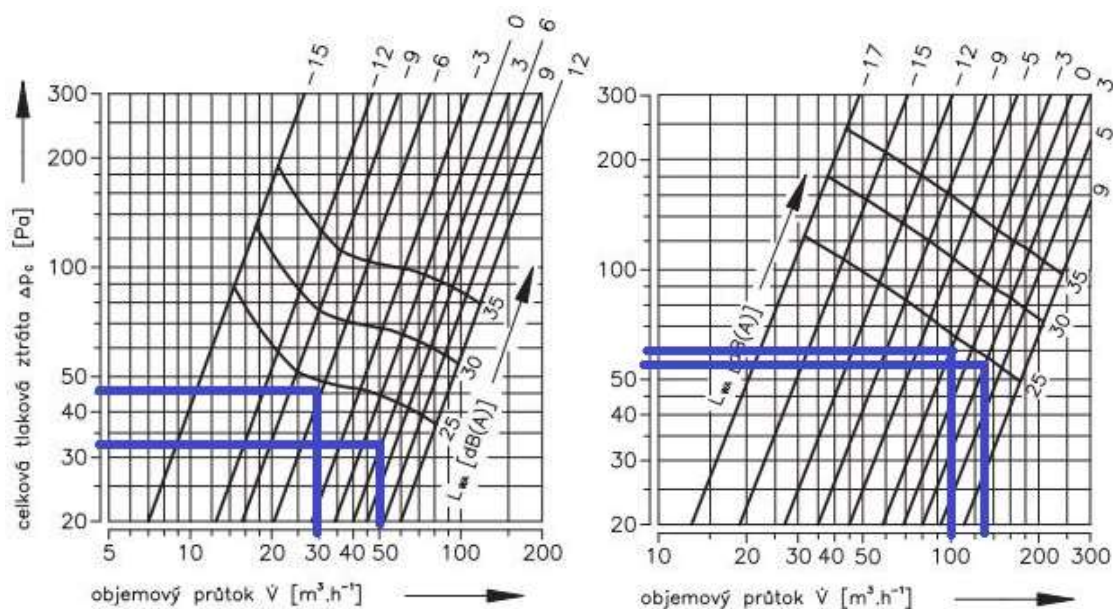 -15 -12 -9 -6 -3 0 3 6 9 12
300
200
100
50
40
30
20
5 10 20 30 40 50 100 200
35
30
25
L [dB(A)]
celková tlaková ztráta Δpc [Pa]
objemový průtok V̇ [m³.h⁻¹]
-17 -15 -12 -9 -5 -3 0 3
5
9
300
200
100
50
40
30
20
10 20 30 40 50 100 200 300
35
30
25
L [dB(A)]
objemový průtok V̇ [m³.h⁻¹]